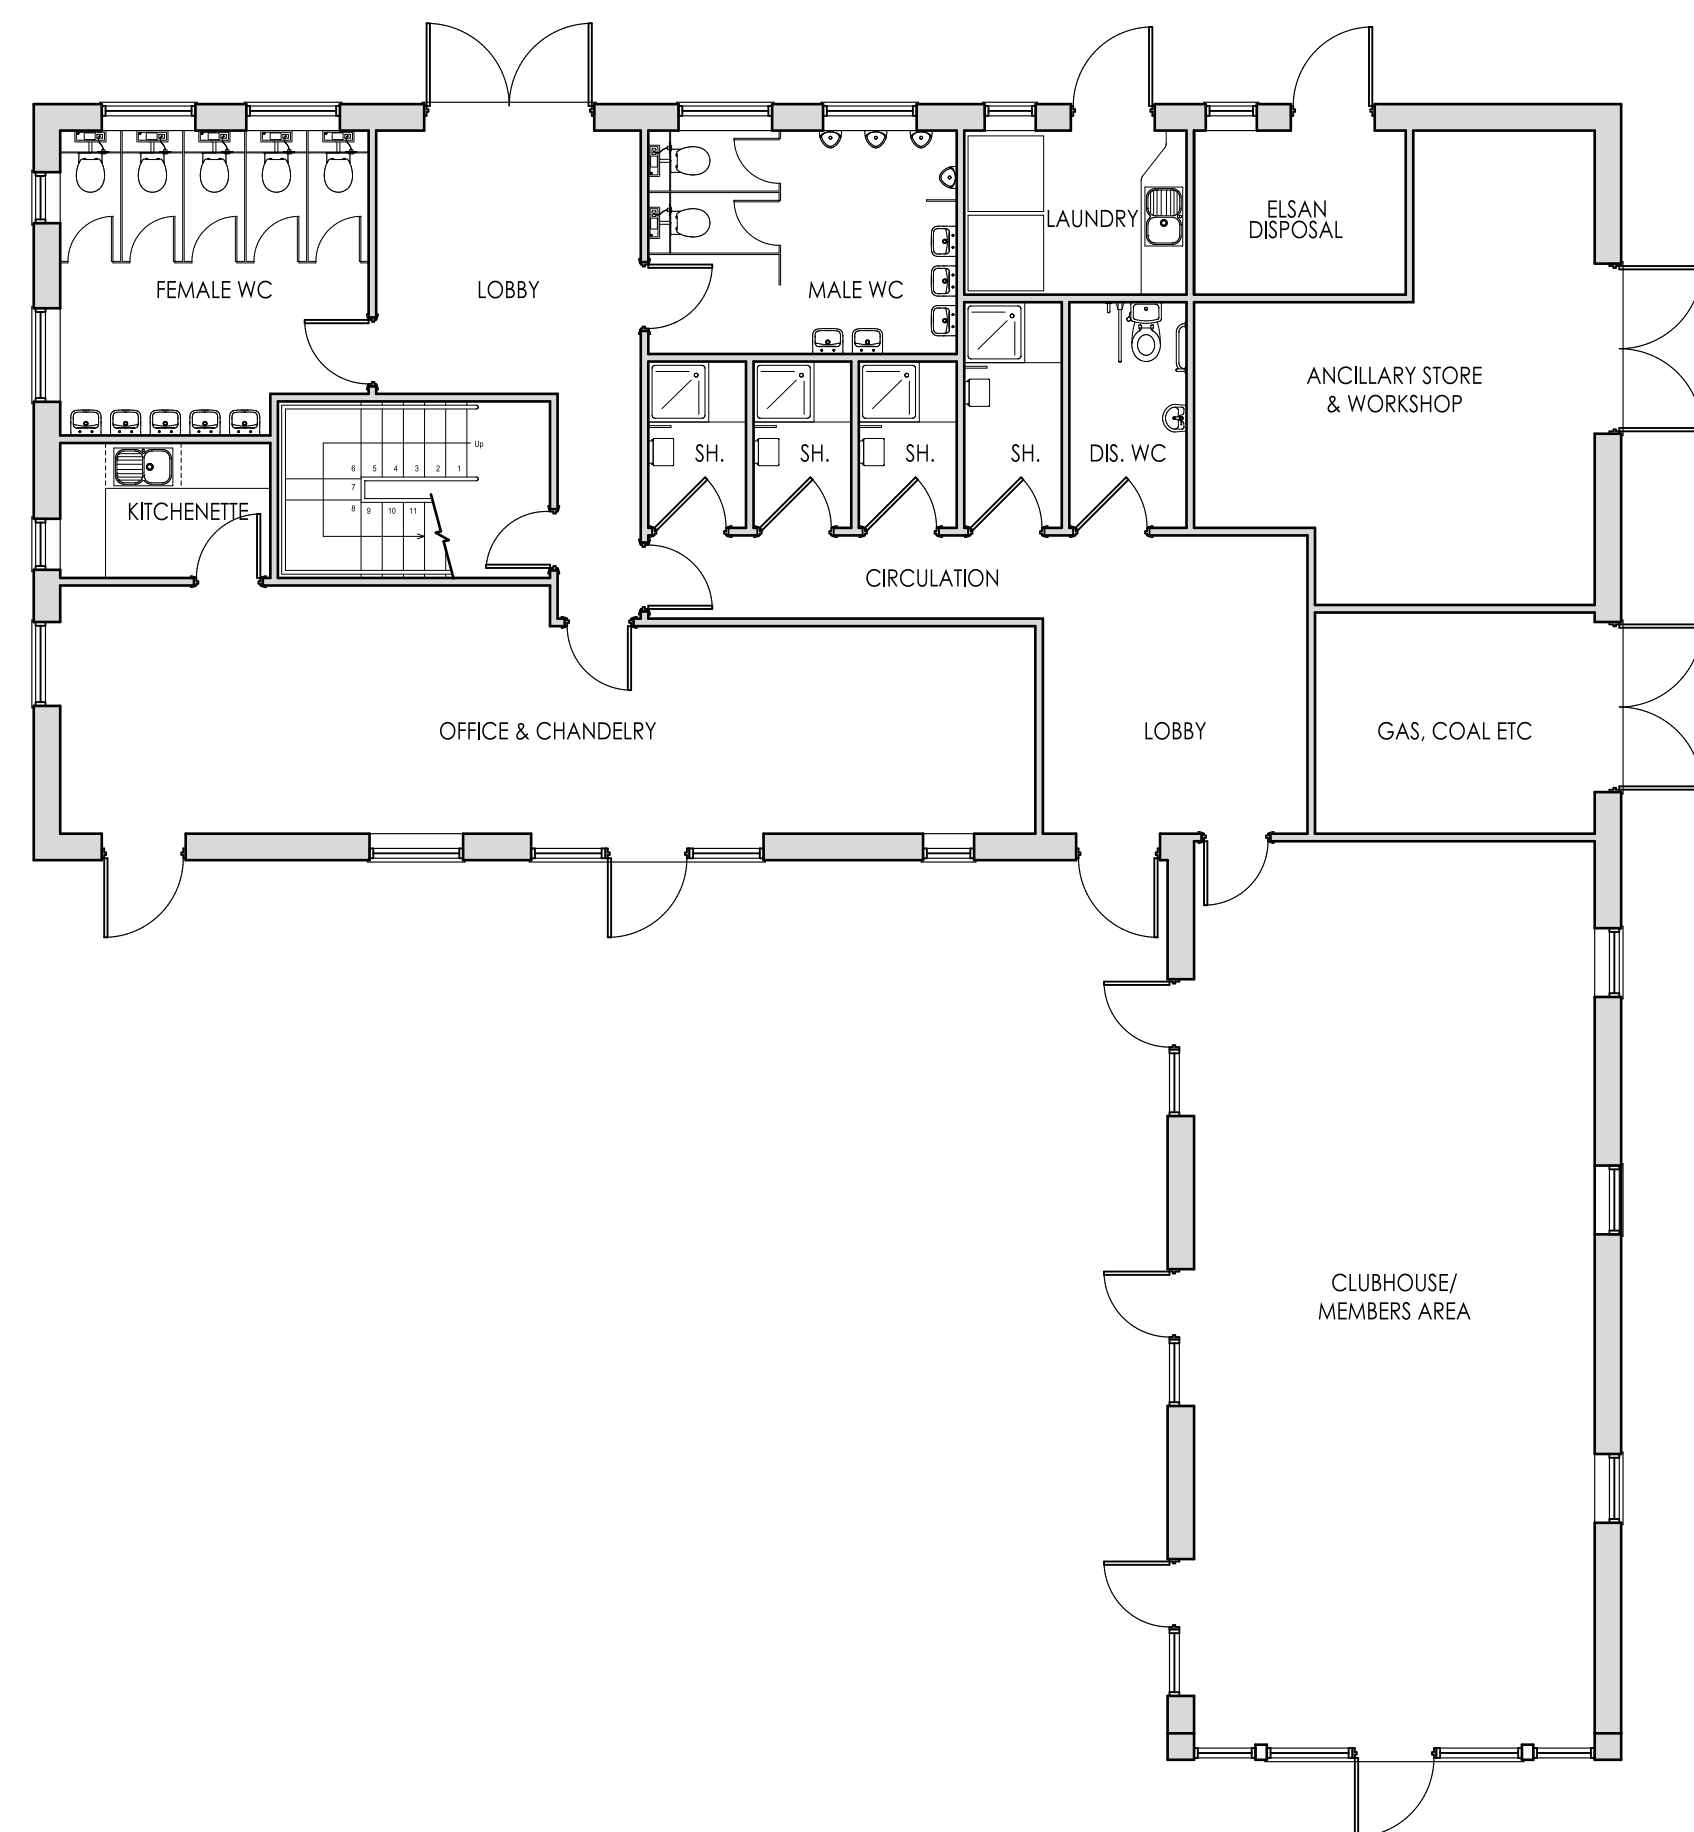 LAUNDRY
ELSAN
DISPOSAL
FEMALE WC
LOBBY
MALE WC
ANCILLARY STORE
& WORKSHOP
Up
6 5 4 3 2 1
7
8 9 10 11
SH.
SH.
SH.
SH.
DIS. WC
KITCHENETTE
CIRCULATION
OFFICE & CHANDELRY
LOBBY
GAS, COAL ETC
CLUBHOUSE/
MEMBERS AREA